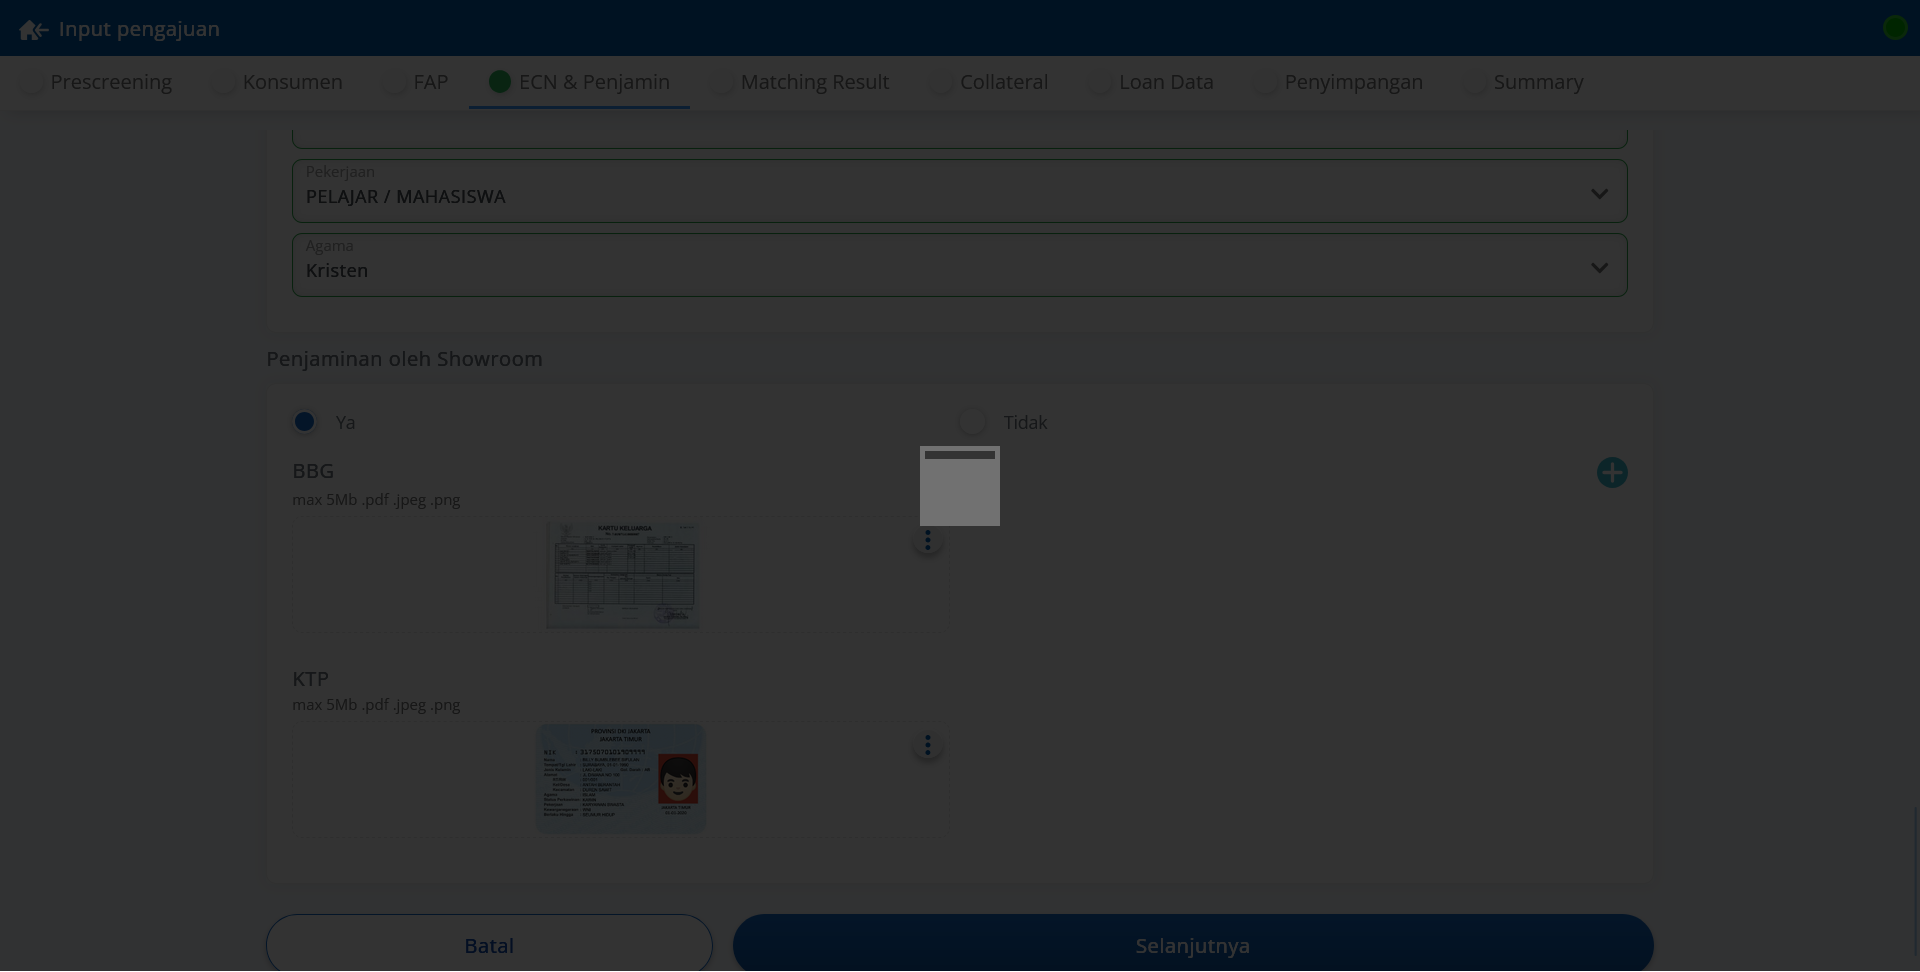 Input pengajuan
Prescreening
Konsumen
FAP
ECN & Penjamin
Matching Result
Collateral
Loan Data
Penyimpangan
Summary
Pekerjaan
PELAJAR / MAHASISWA
Agama
Kristen
Penjaminan oleh Showroom
Ya
Tidak
BBG
max 5Mb .pdf .jpeg .png
KARTU KELUARGA
KTP
max 5Mb .pdf .jpeg .png
PROVINSI DKI JAKARTA
JAKARTA TIMUR
NIK
Batal
Selanjutnya